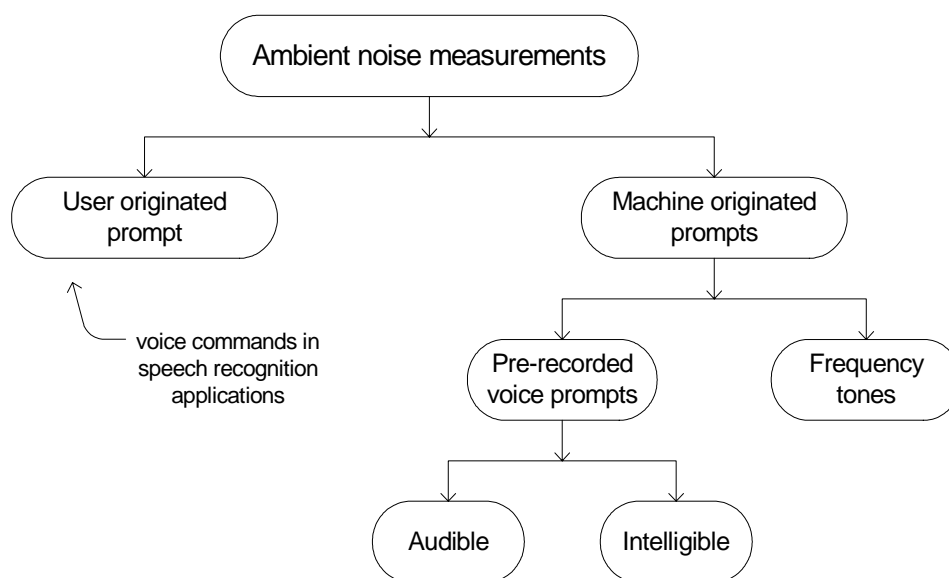 Ambient noise measurements
User originated
prompt
Machine originated
prompts
voice commands in
speech recognition
applications
Pre-recorded
voice prompts
Frequency
tones
Audible
Intelligible